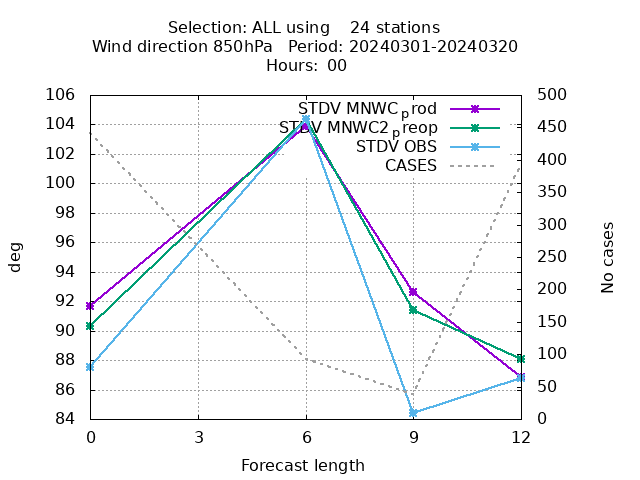 Selection: ALL using 24 stations
Wind direction 850hPa Period: 20240301-20240320
Hours: 00
106
104
102
100
98
96
94
92
90
88
86
84
deg
STDV MNWC_prod
STDV MNWC2_preop
STDV OBS
CASES
500
450
400
350
300
250
200
150
100
50
0
No cases
0 3 6 9 12
Forecast length